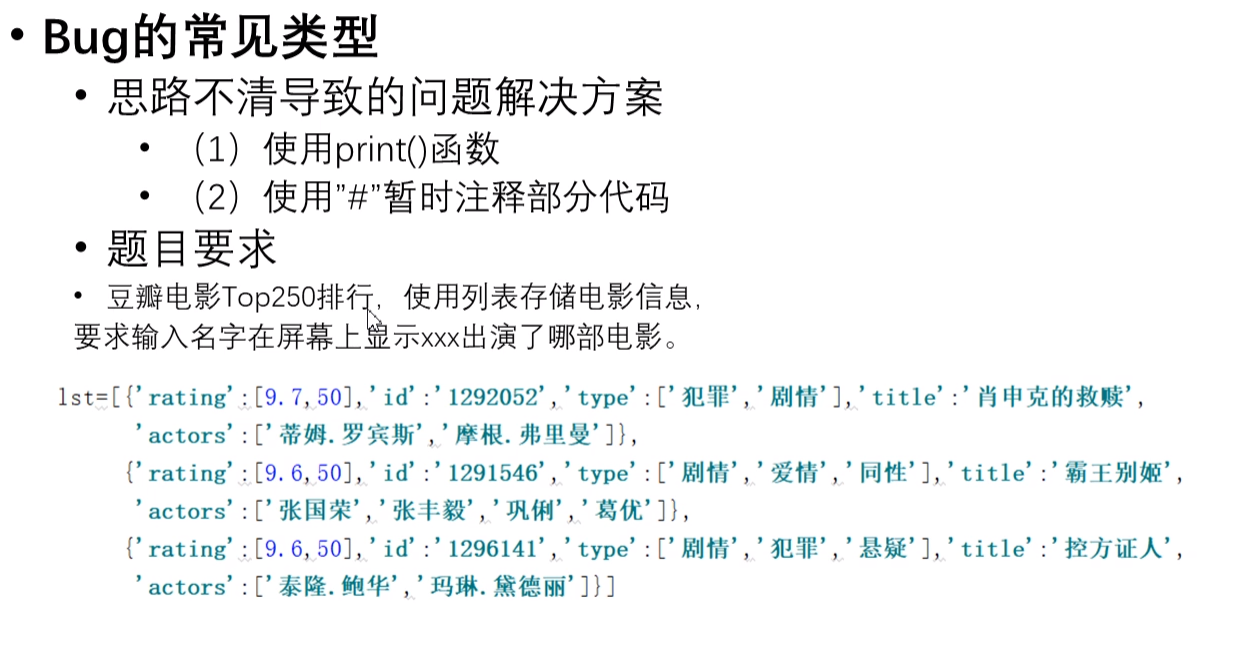 • Bug的常见类型
• 思路不清导致的问题解决方案
• （1）使用print()函数
• （2）使用”#”暂时注释部分代码
• 题目要求
• 豆瓣电影Top250排行，使用列表存储电影信息，
要求输入名字在屏幕上显示xxx出演了哪部电影。
lst=[{'rating':[9.7,50],'id':'1292052','type':['犯罪','剧情'],'title':'肖申克的救赎',
'actors':['蒂姆.罗宾斯','摩根.弗里曼']},
{'rating':[9.6,50],'id':'1291546','type':['剧情','爱情','同性'],'title':'霸王别姬',
'actors':['张国荣','张丰毅','巩俐','葛优']},
{'rating':[9.6,50],'id':'1296141','type':['剧情','犯罪','悬疑'],'title':'控方证人',
'actors':['泰隆.鲍华','玛琳.黛德丽']}]